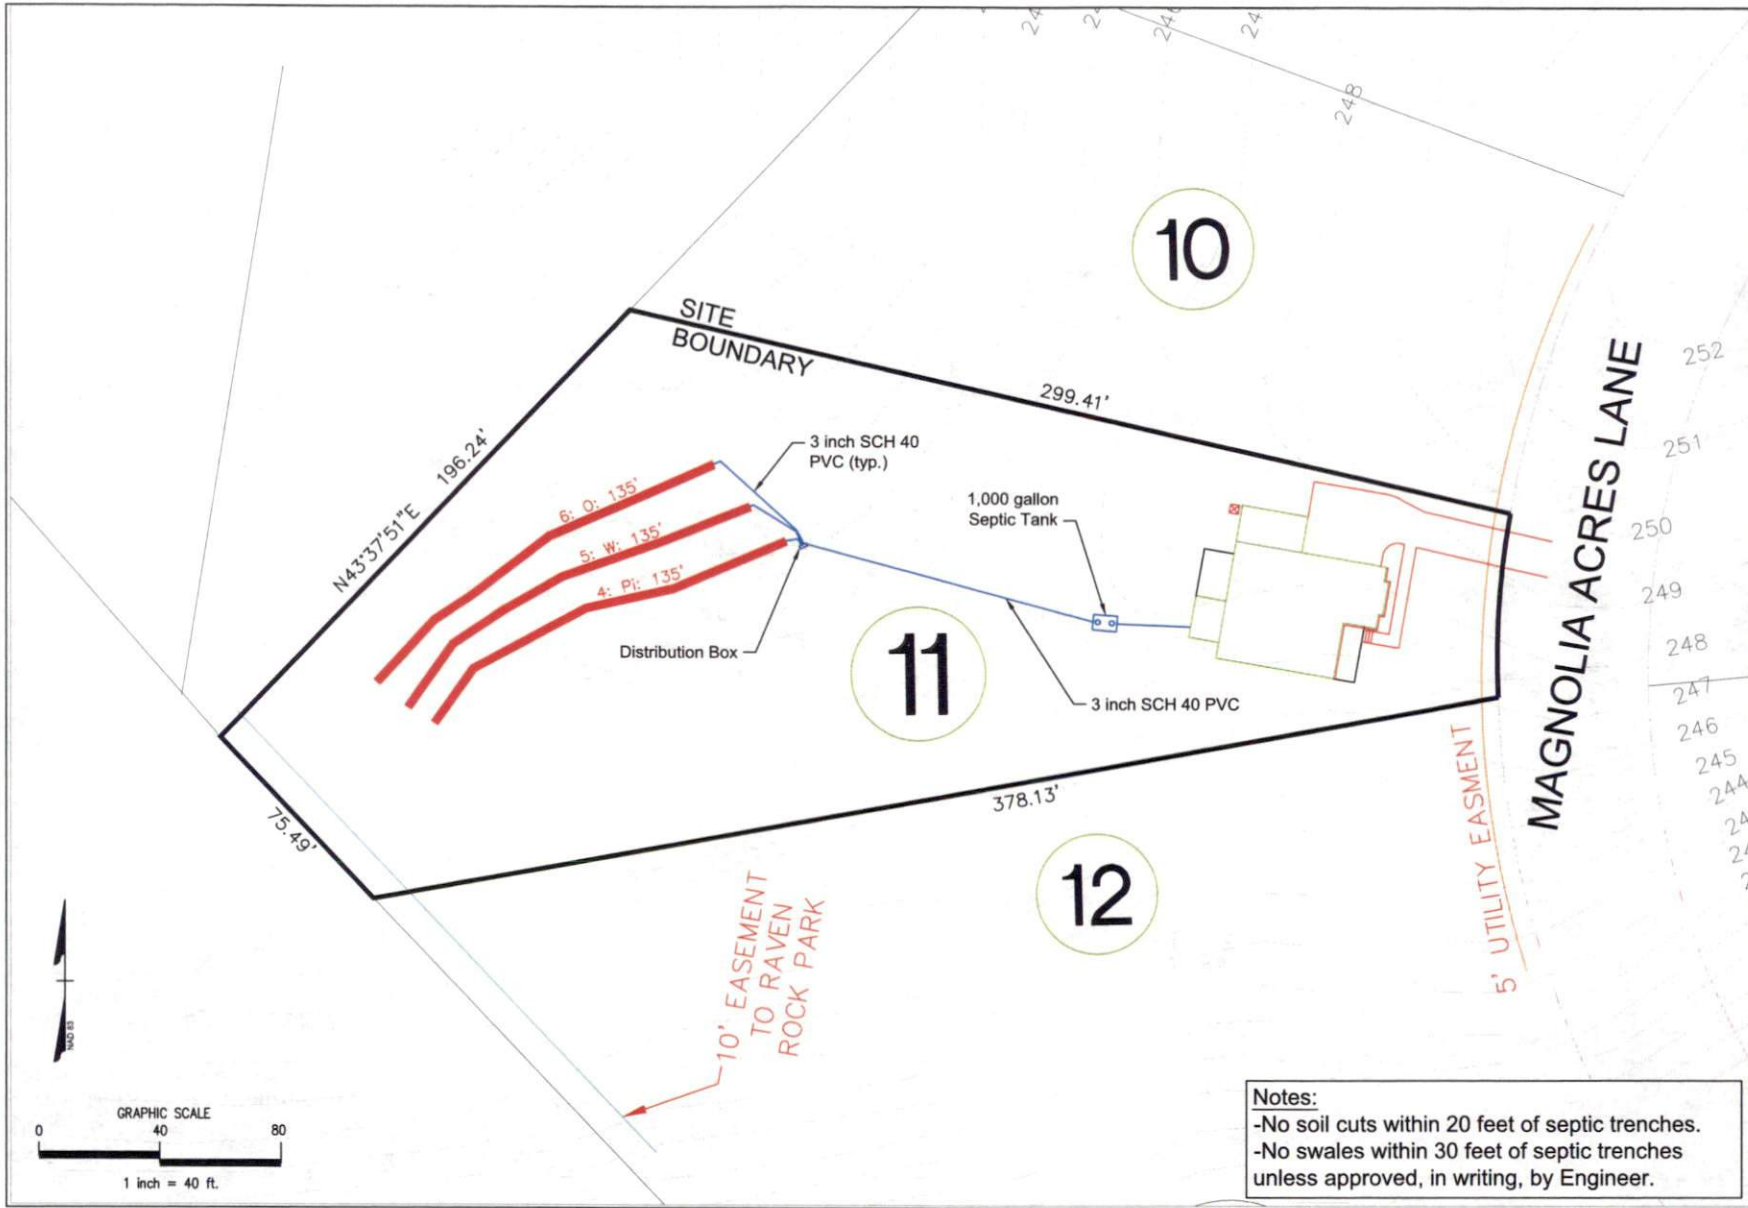 248
10
SITE
BOUNDARY
299.41'
252
251
250
249
248
247
246
245
244
MAGNOLIA ACRES LANE
3 inch SCH 40
PVC (typ.)
1,000 gallon
Septic Tank
196.24'
N43°37'51"E
6: O: 135'
5: W: 135'
4: Pi: 135'
Distribution Box
11
3 inch SCH 40 PVC
378.13'
75.49'
12
5' UTILITY EASMENT
10' EASEMENT
TO RAVEN
ROCK PARK
NAD 83
GRAPHIC SCALE
0 40 80
1 inch = 40 ft.
Notes:
-No soil cuts within 20 feet of septic trenches.
-No swales within 30 feet of septic trenches
unless approved, in writing, by Engineer.